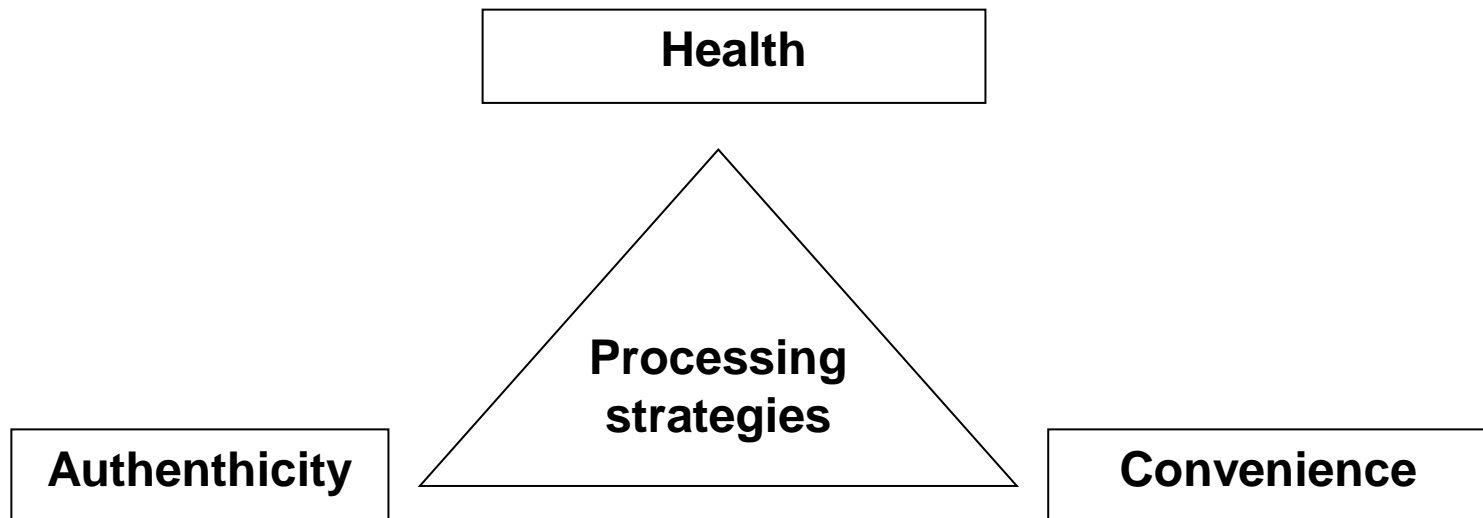 Health
Processing
strategies
Authenthicity
Convenience